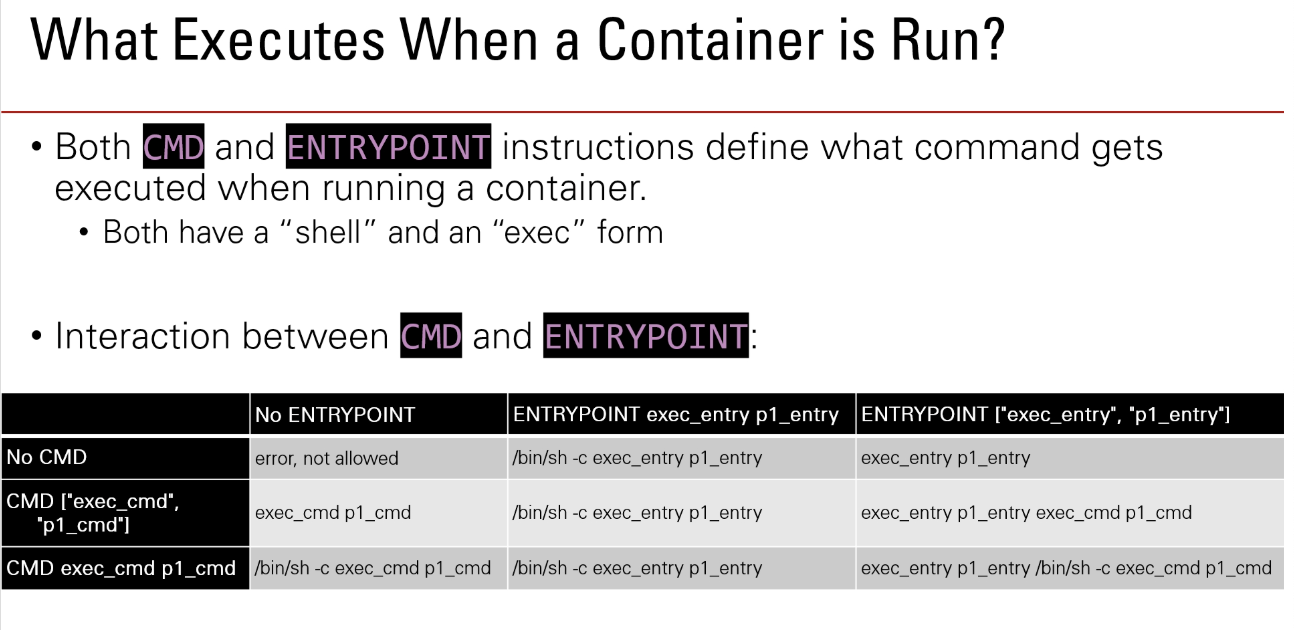 What Executes When a Container is Run?
• Both CMD and ENTRYPOINT instructions define what command gets
executed when running a container.
• Both have a “shell” and an “exec” form
• Interaction between CMD and ENTRYPOINT:
No ENTRYPOINT ENTRYPOINT exec_entry p1_entry ENTRYPOINT ["exec_entry", "p1_entry"]
No CMD error, not allowed /bin/sh -c exec_entry p1_entry exec_entry p1_entry
CMD ["exec_cmd",
"p1_cmd"] exec_cmd p1_cmd /bin/sh -c exec_entry p1_entry exec_entry p1_entry exec_cmd p1_cmd
CMD exec_cmd p1_cmd /bin/sh -c exec_cmd p1_cmd /bin/sh -c exec_entry p1_entry exec_entry p1_entry /bin/sh -c exec_cmd p1_cmd